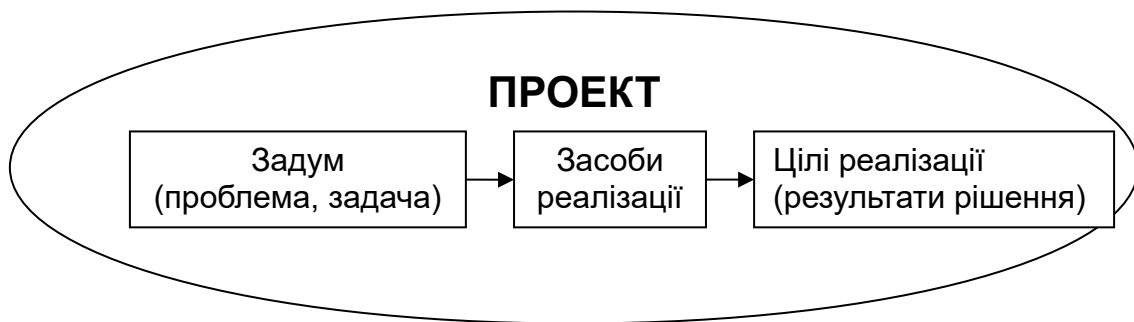 ПРОЕКТ
Задум
(проблема, задача)
Засоби
реалізації
Цілі реалізації
(результати рішення)